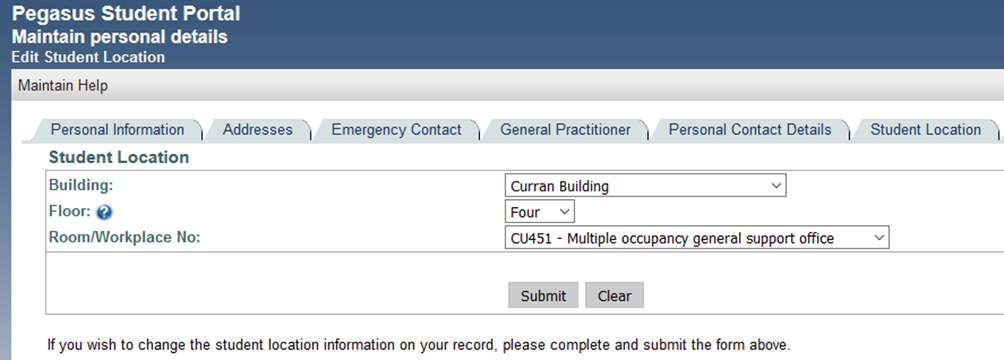 Pegasus Student Portal
Maintain personal details
Edit Student Location
Maintain Help
Personal Information Addresses Emergency Contact General Practitioner Personal Contact Details Student Location
Student Location
Building: Curran Building
Floor: ? Four
Room/Workplace No: CU451 - Multiple occupancy general support office
Submit Clear
If you wish to change the student location information on your record, please complete and submit the form above.